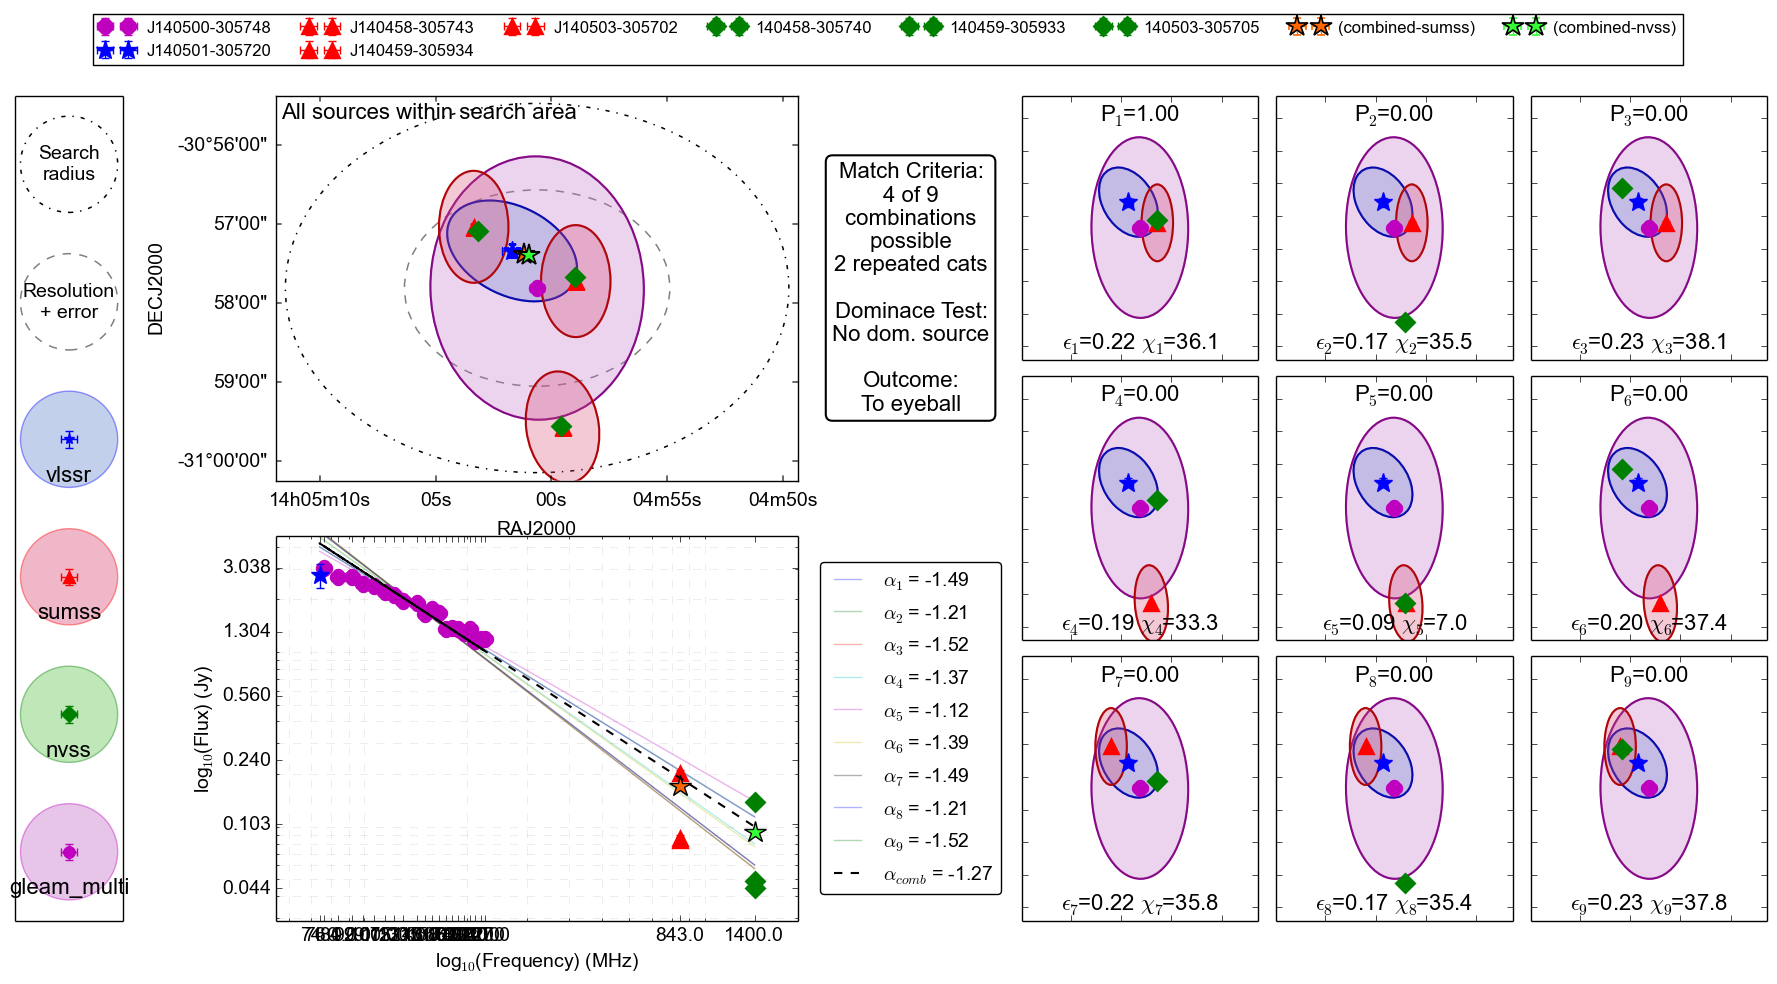 J140500-305748 J140458-305743 J140503-305702 140458-305740 140459-305933 140503-305705 (combined-sumss) (combined-nvss)
J140501-305720 J140459-305934
Search
radius
Resolution
+ error
vlssr
sumss
nvss
gleam_multi
All sources within search area
-30°56'00"
57'00"
58'00"
59'00"
-31°00'00"
DECJ2000
14h05m10s 05s 00s 04m55s 04m50s
RAJ2000
Match Criteria:
4 of 9
combinations
possible
2 repeated cats
Dominace Test:
No dom. source
Outcome:
To eyeball
3.038
1.304
0.560
0.240
0.103
0.044
log10(Flux) (Jy)
843.0 1400.0
log10(Frequency) (MHz)
α1 = -1.49
α2 = -1.21
α3 = -1.52
α4 = -1.37
α5 = -1.12
α6 = -1.39
α7 = -1.49
α8 = -1.21
α9 = -1.52
αcomb = -1.27
P1=1.00
ϵ1=0.22 χ1=36.1
P2=0.00
ϵ2=0.17 χ2=35.5
P3=0.00
ϵ3=0.23 χ3=38.1
P4=0.00
ϵ4=0.19 χ4=33.3
P5=0.00
ϵ5=0.09 χ5=7.0
P6=0.00
ϵ6=0.20 χ6=37.4
P7=0.00
ϵ7=0.22 χ7=35.8
P8=0.00
ϵ8=0.17 χ8=35.4
P9=0.00
ϵ9=0.23 χ9=37.8